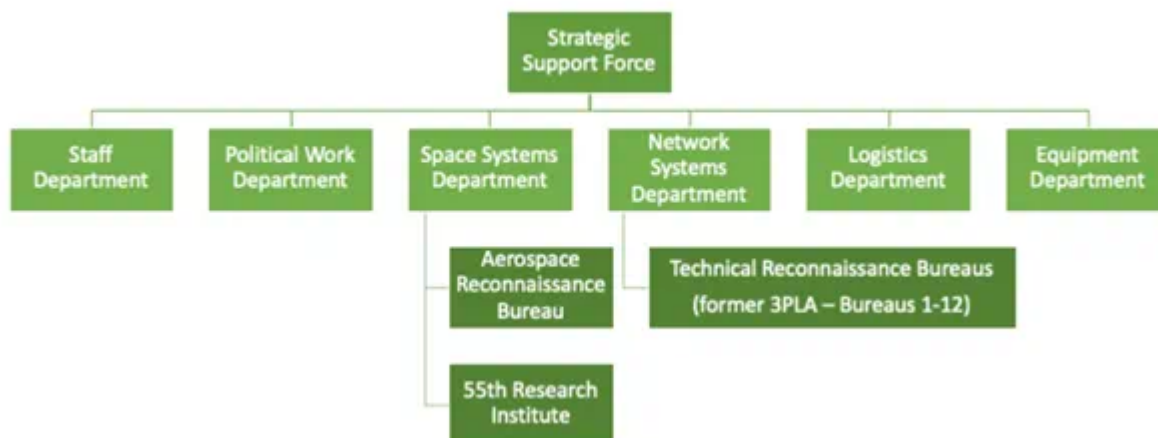 Strategic
Support Force
Staff
Department
Political Work
Department
Space Systems
Department
Network
Systems
Department
Logistics
Department
Equipment
Department
Aerospace
Reconnaissance
Bureau
Technical Reconnaissance Bureaus
(former 3PLA – Bureaus 1-12)
55th Research
Institute